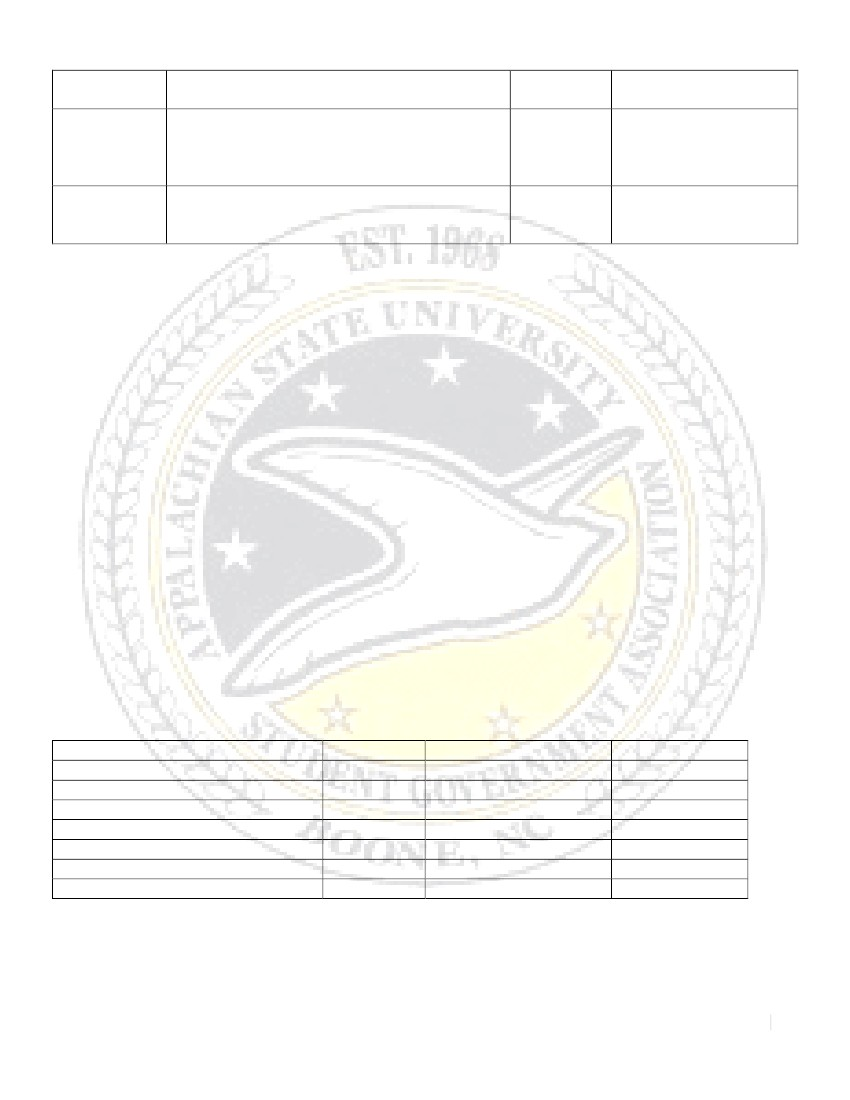 EST. 1968
APPALACHIAN STATE UNIVERSITY
STUDENT GOVERNMENT ASSOCIATION
BOONE, NC